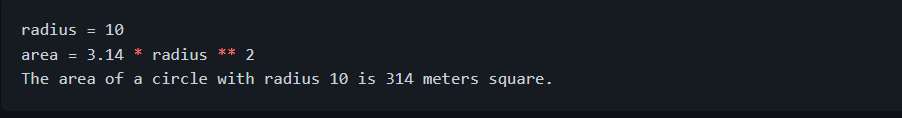 radius = 10
area = 3.14 * radius ** 2
The area of a circle with radius 10 is 314 meters square.